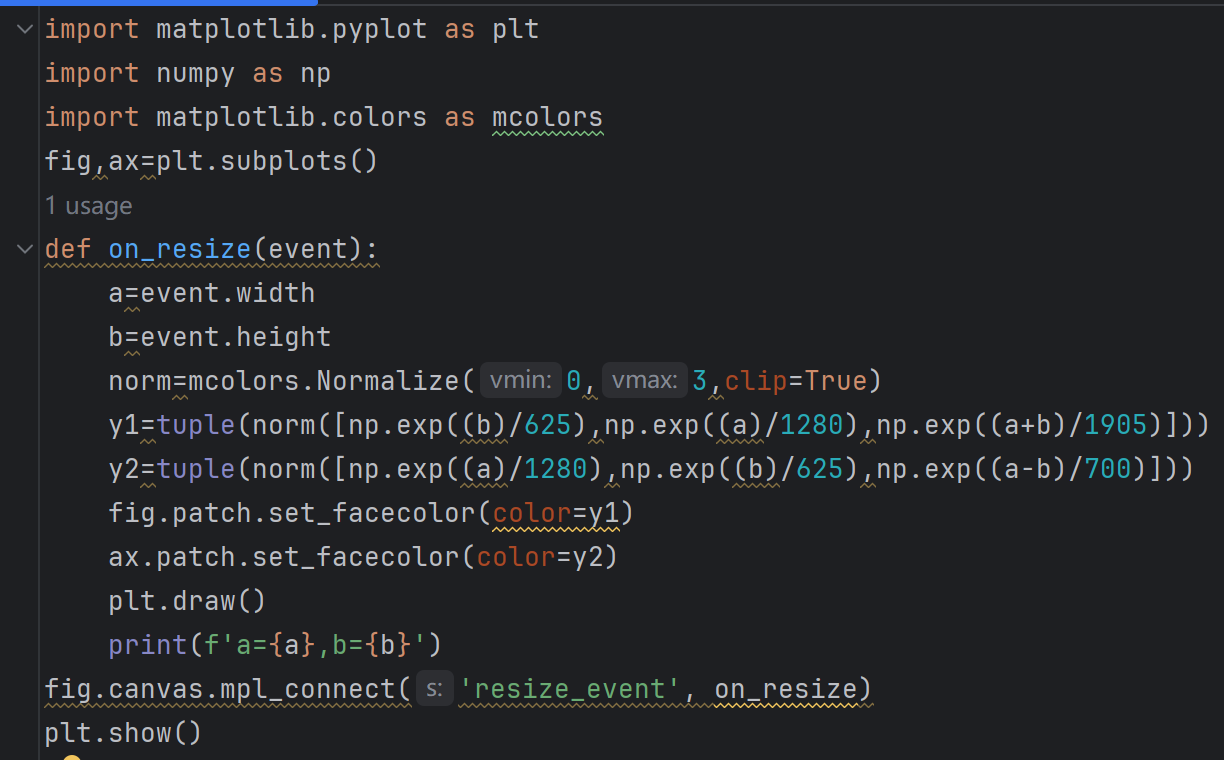 import matplotlib.pyplot as plt
import numpy as np
import matplotlib.colors as mcolors
fig,ax=plt.subplots()
1 usage
def on_resize(event):
    a=event.width
    b=event.height
    norm=mcolors.Normalize( vmin: 0, vmax: 3,clip=True)
    y1=tuple(norm([np.exp((b)/625),np.exp((a)/1280),np.exp((a+b)/1905)]))
    y2=tuple(norm([np.exp((a)/1280),np.exp((b)/625),np.exp((a-b)/700)]))
    fig.patch.set_facecolor(color=y1)
    ax.patch.set_facecolor(color=y2)
    plt.draw()
    print(f'a={a},b={b}')
fig.canvas.mpl_connect( s: 'resize_event', on_resize)
plt.show()